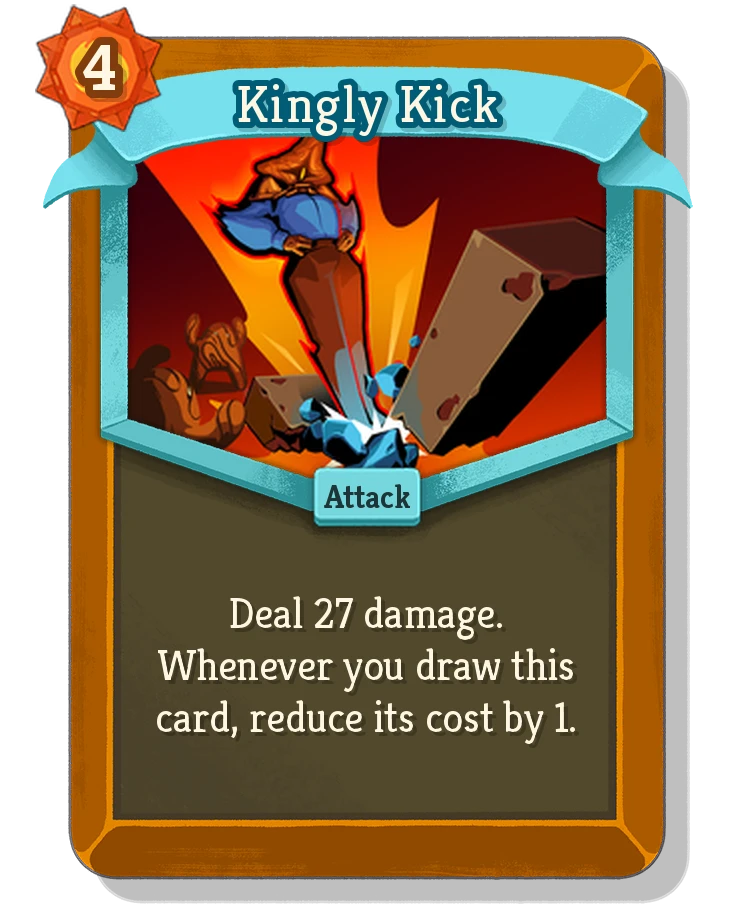 4
Kingly Kick
Attack
Deal 27 damage.
Whenever you draw this
card, reduce its cost by 1.